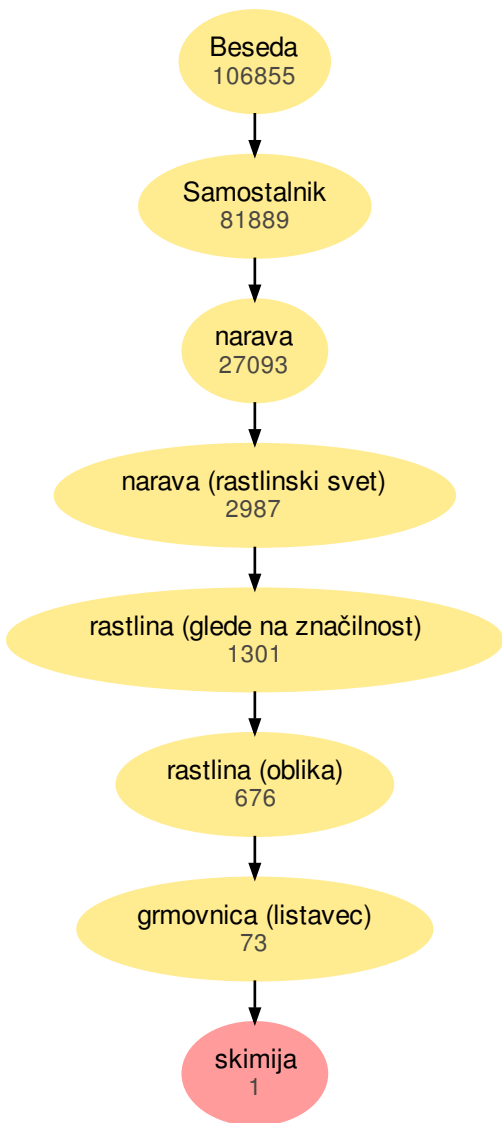 Beseda
106855
Samostalnik
81889
narava
27093
narava (rastlinski svet)
2987
rastlina (glede na značilnost)
1301
rastlina (oblika)
676
grmovnica (listavec)
73
skimija
1